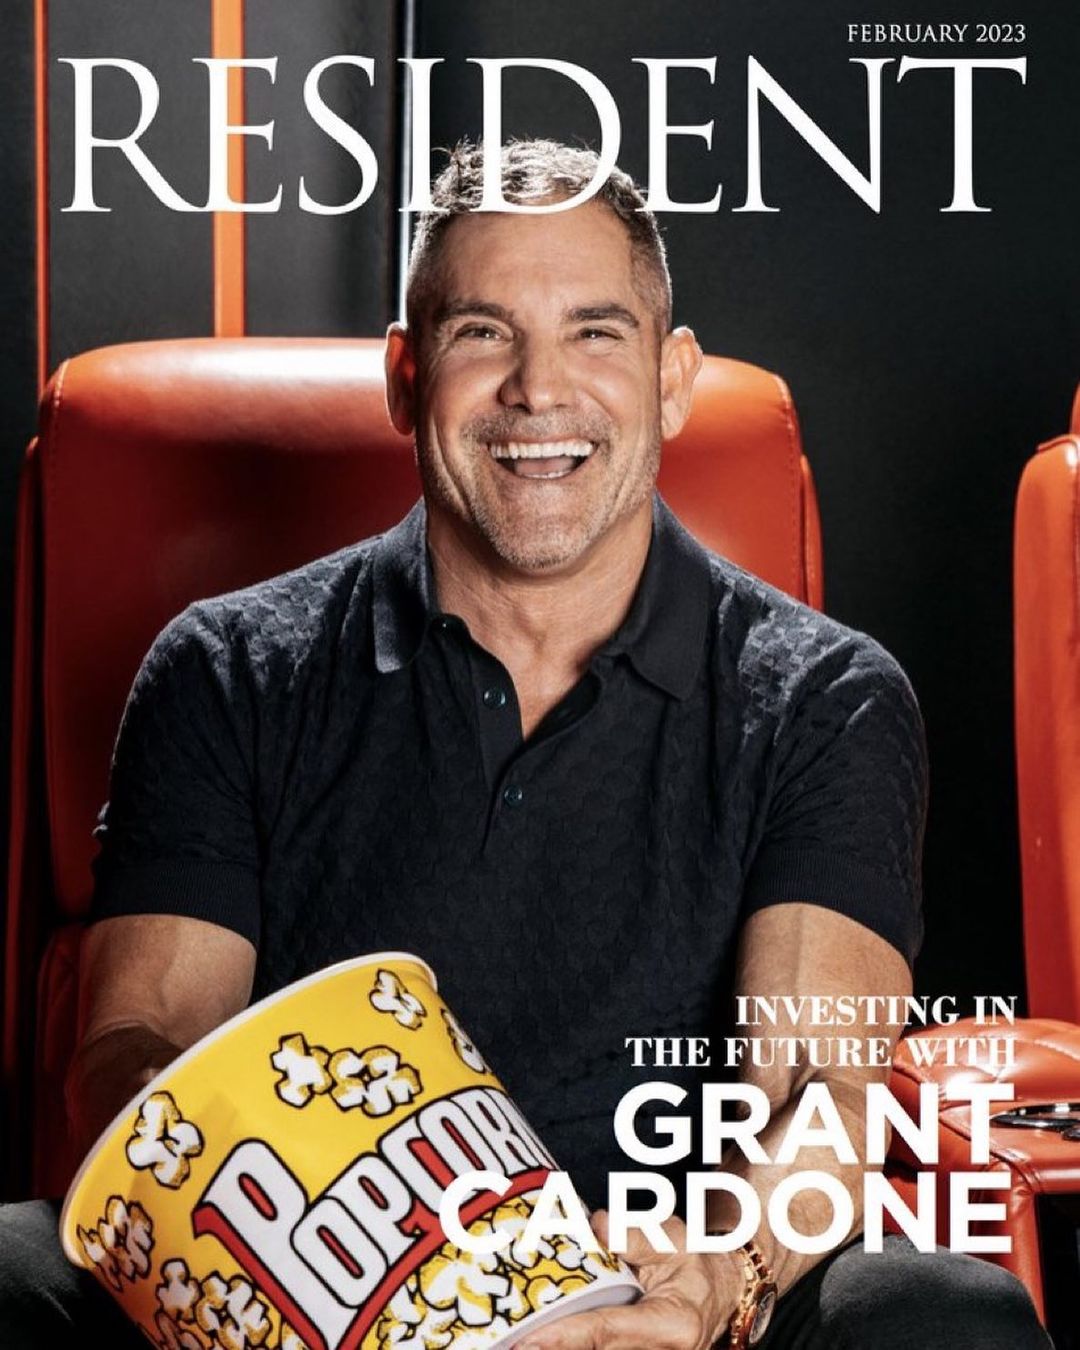 FEBRUARY 2023
RESIDENT
INVESTING IN
THE FUTURE WITH
GRANT
CARDONE
POPCORN